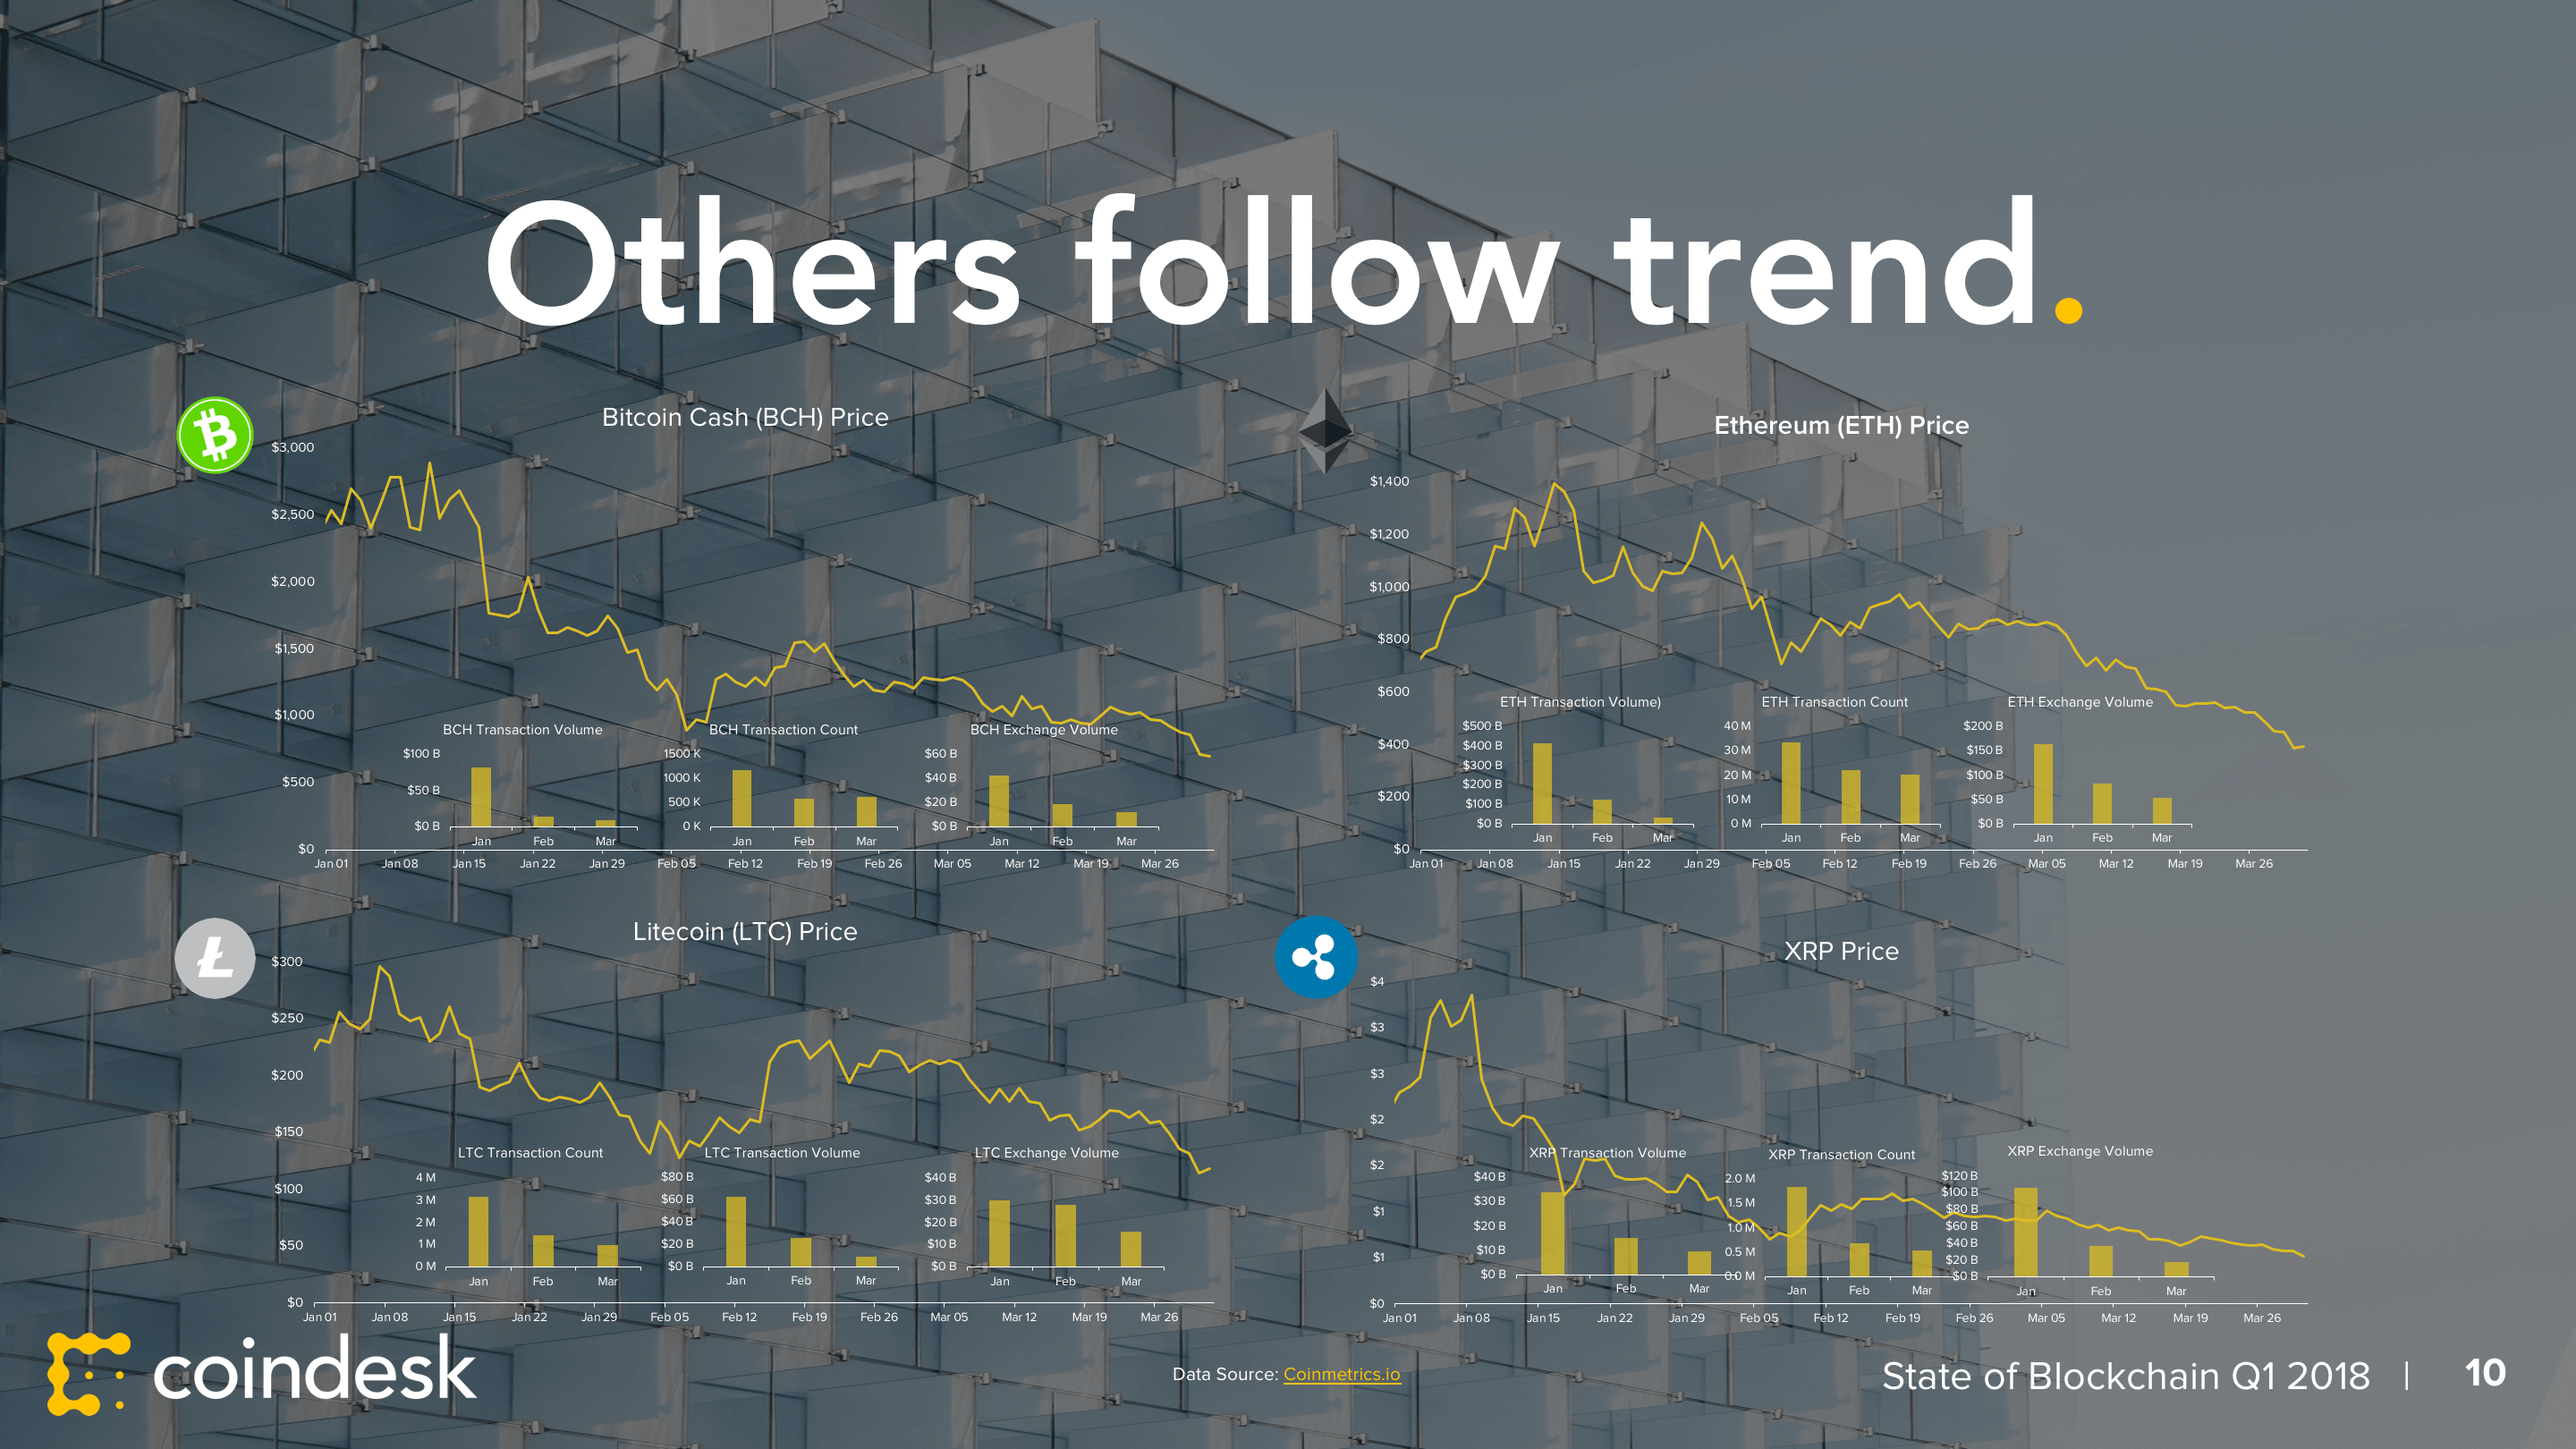 Others follow trend.
Bitcoin Cash (BCH) Price
$3,000
$2,500
$2,000
$1,500
$1,000
$500
$0
Jan 01 Jan 08 Jan 15 Jan 22 Jan 29 Feb 05 Feb 12 Feb 19 Feb 26 Mar 05 Mar 12 Mar 19 Mar 26
BCH Transaction Volume
$100 B
$50 B
$0 B
Jan Feb Mar
BCH Transaction Count
1500 K
1000 K
500 K
0 K
Jan Feb Mar
BCH Exchange Volume
$60 B
$40 B
$20 B
$0 B
Jan Feb Mar
Ethereum (ETH) Price
$1,400
$1,200
$1,000
$800
$600
$400
$200
$0
Jan 01 Jan 08 Jan 15 Jan 22 Jan 29 Feb 05 Feb 12 Feb 19 Feb 26 Mar 05 Mar 12 Mar 19 Mar 26
ETH Transaction Volume)
$500 B
$400 B
$300 B
$200 B
$100 B
$0 B
Jan Feb Mar
ETH Transaction Count
40 M
30 M
20 M
10 M
0 M
Jan Feb Mar
ETH Exchange Volume
$200 B
$150 B
$100 B
$50 B
$0 B
Jan Feb Mar
Litecoin (LTC) Price
$300
$250
$200
$150
$100
$50
$0
Jan 01 Jan 08 Jan 15 Jan 22 Jan 29 Feb 05 Feb 12 Feb 19 Feb 26 Mar 05 Mar 12 Mar 19 Mar 26
LTC Transaction Count
4 M
3 M
2 M
1 M
0 M
Jan Feb Mar
LTC Transaction Volume
$80 B
$60 B
$40 B
$20 B
$0 B
Jan Feb Mar
LTC Exchange Volume
$40 B
$30 B
$20 B
$10 B
$0 B
Jan Feb Mar
XRP Price
$4
$3
$3
$2
$2
$1
$1
$0
Jan 01 Jan 08 Jan 15 Jan 22 Jan 29 Feb 05 Feb 12 Feb 19 Feb 26 Mar 05 Mar 12 Mar 19 Mar 26
XRP Transaction Volume
$40 B
$30 B
$20 B
$10 B
$0 B
Jan Feb Mar
XRP Transaction Count
2.0 M
1.5 M
1.0 M
0.5 M
0.0 M
Jan Feb Mar
XRP Exchange Volume
$120 B
$100 B
$80 B
$60 B
$40 B
$20 B
$0 B
Jan Feb Mar
coindesk
Data Source: Coinmetrics.io
State of Blockchain Q1 2018 | 10